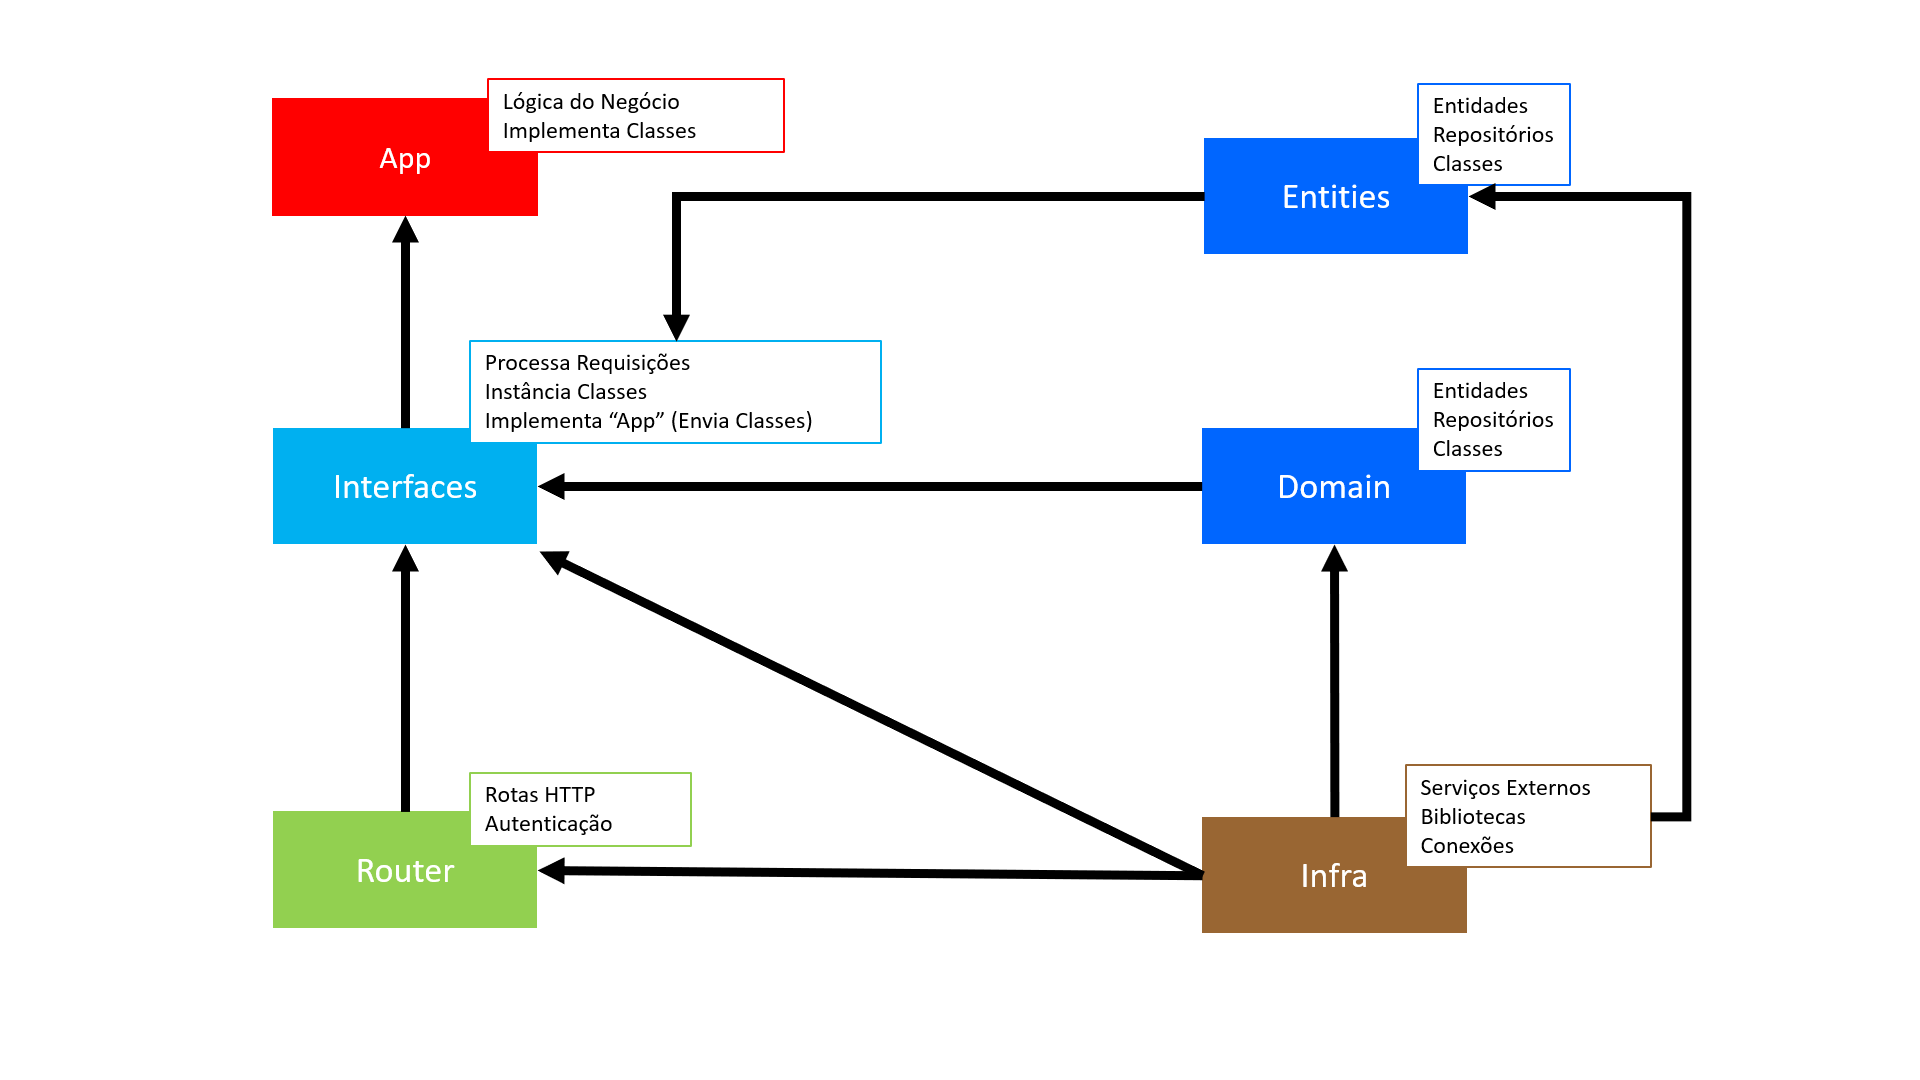 Lógica do Negócio
Implementa Classes
App
Entidades
Repositórios
Classes
Entities
Processa Requisições
Instância Classes
Implementa “App” (Envia Classes)
Interfaces
Entidades
Repositórios
Classes
Domain
Rotas HTTP
Autenticação
Router
Serviços Externos
Bibliotecas
Conexões
Infra